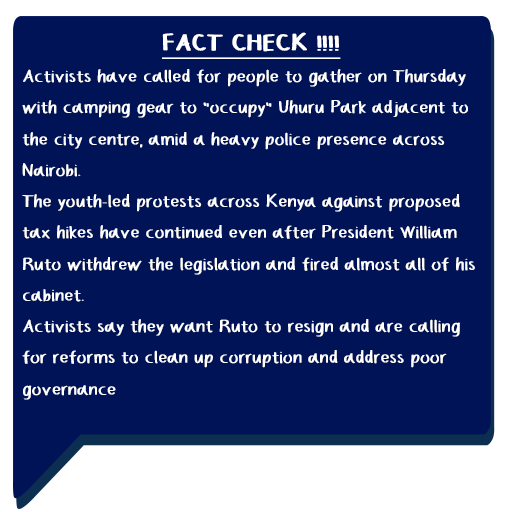 FACT CHECK !!!!
Activists have called for people to gather on Thursday
with camping gear to "occupy" Uhuru Park adjacent to
the city centre, amid a heavy police presence across
Nairobi.
The youth-led protests across Kenya against proposed
tax hikes have continued even after President William
Ruto withdrew the legislation and fired almost all of his
cabinet.
Activists say they want Ruto to resign and are calling
for reforms to clean up corruption and address poor
governance